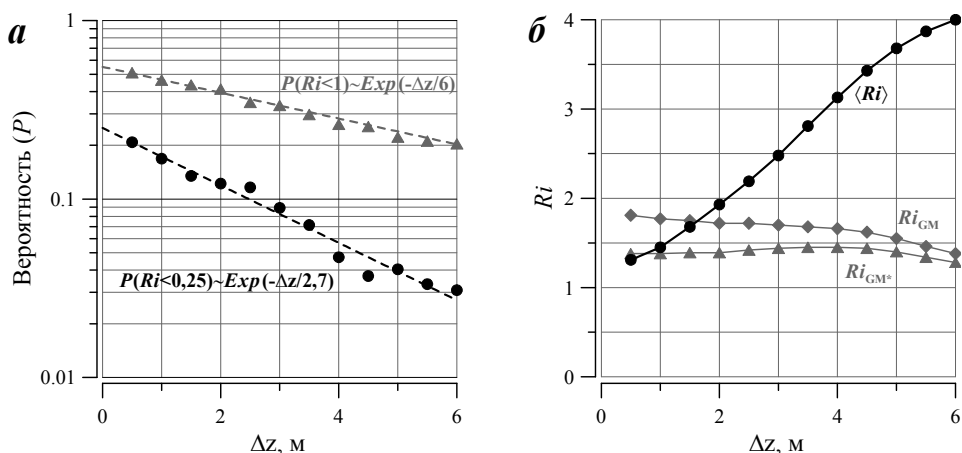 а
Вероятность (P)
1
0.1
0.01
P(Ri<1)~Exp(-Δz/6)
P(Ri<0,25)~Exp(-Δz/2,7)
0
2
4
6
Δz, м
б
Ri
4
3
2
1
0
⟨Ri⟩
RiGM
RiGM*
0
2
4
6
Δz, м